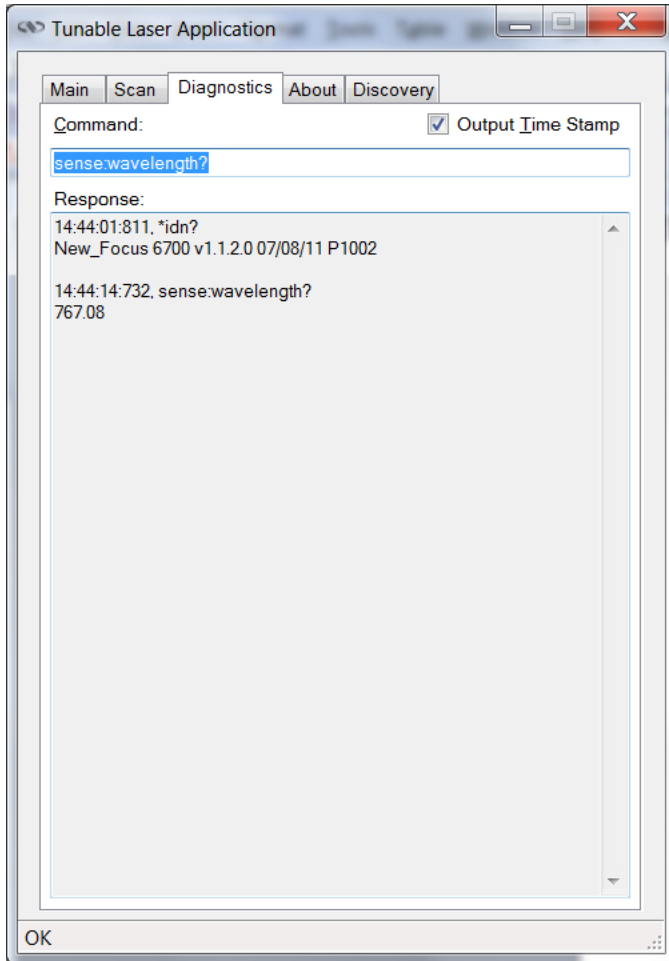 Tunable Laser Application
Main Scan Diagnostics About Discovery
Command: Output Time Stamp
sense:wavelength?
Response:
14:44:01:811, *idn?
New_Focus 6700 v1.1.2.0 07/08/11 P1002
14:44:14:732, sense:wavelength?
767.08
OK